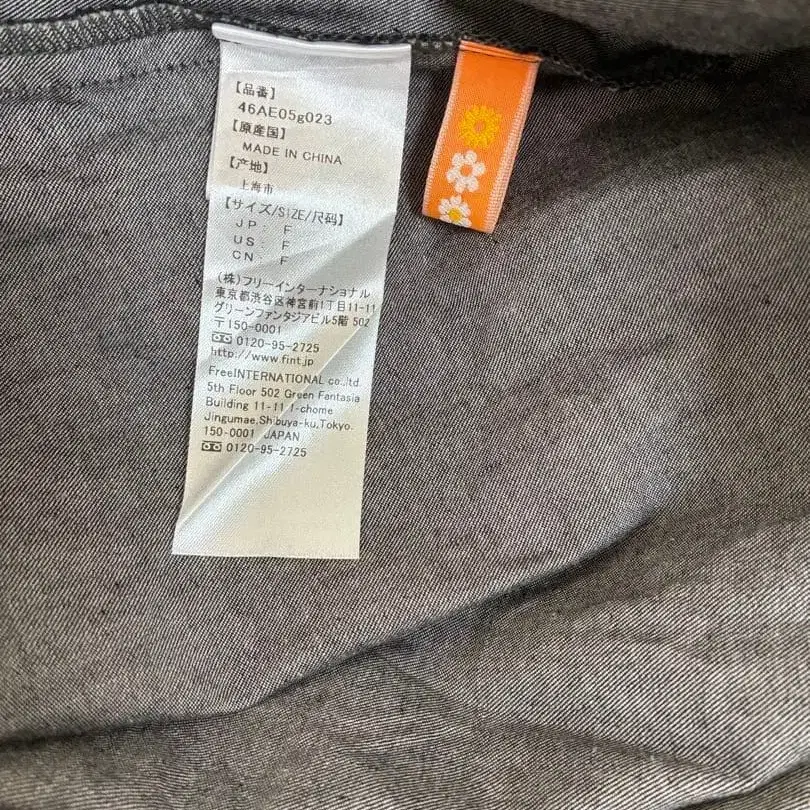 【品番】
46AE05g023
【原産国】
MADE IN CHINA
【产地】
上海市
【サイズ/SIZE/尺码】
JP: F
US: F
CN: F
(株)フリーインターナショナル
東京都渋谷区神宮前1丁目11-11
グリーンファンタジアビル5階 502
〒150-0001
0120-95-2725
http://www.fint.jp
FreeINTERNATIONAL co.,ltd.
5th Floor 502 Green Fantasia
Building 11-11 1-chome
Jingumae,Shibuya-ku,Tokyo.
150-0001 JAPAN
0120-95-2725